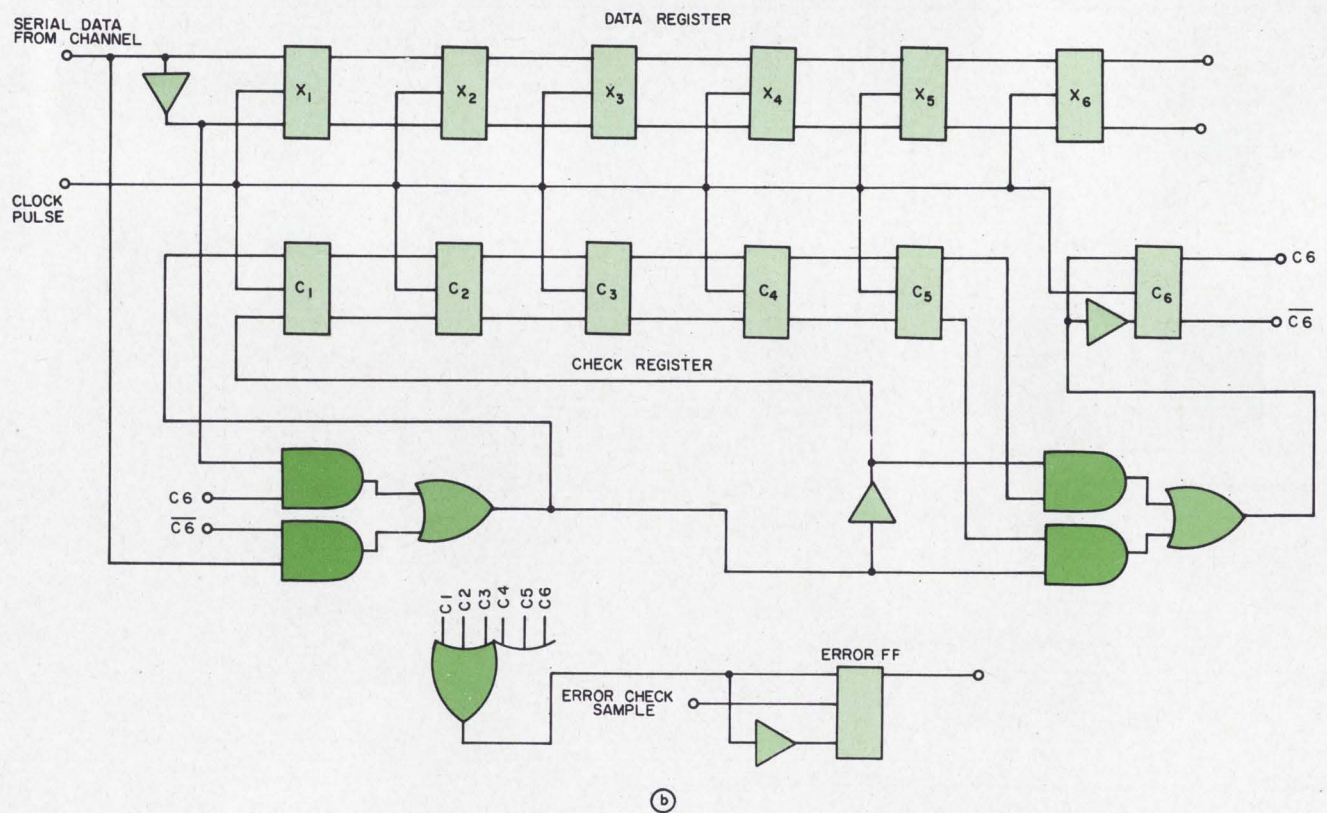 DATA REGISTER
SERIAL DATA
FROM CHANNEL
X1
X2
X3
X4
X5
X6
CLOCK
PULSE
C1
C2
C3
C4
C5
C6
C6
C6
CHECK REGISTER
C6
C6
C1
C2
C3
C4
C5
C6
ERROR FF
ERROR CHECK
SAMPLE
b